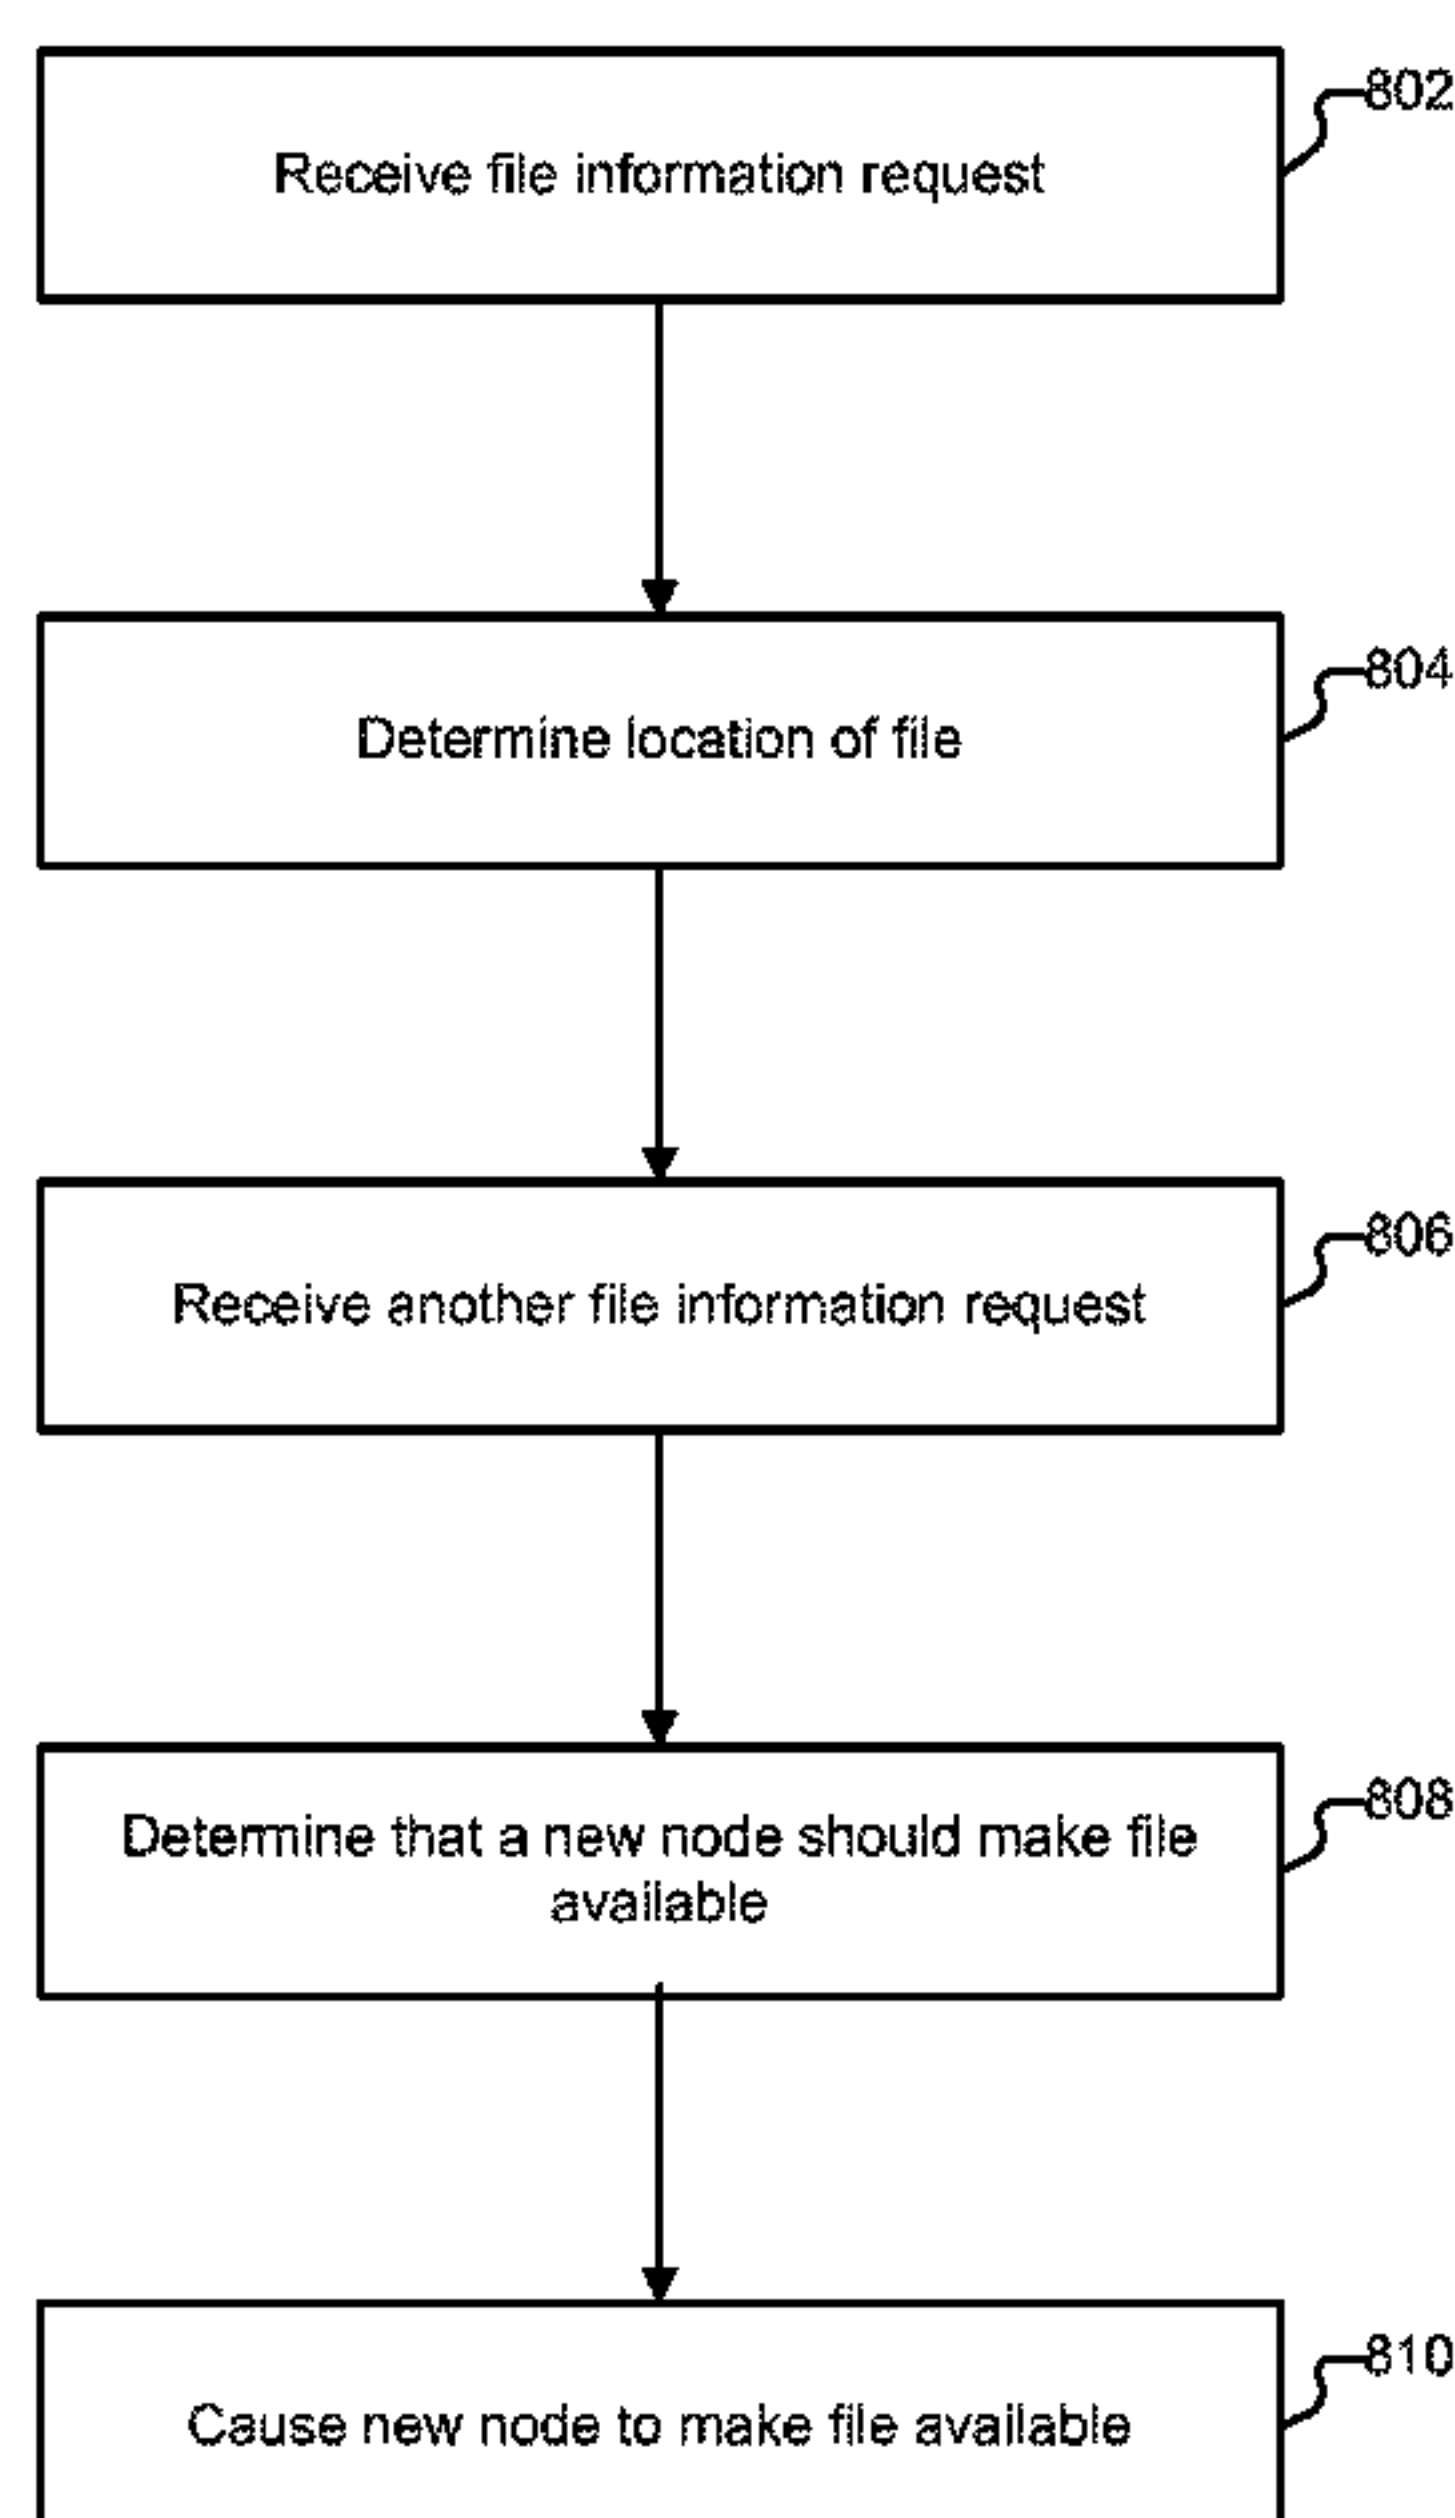 802
Receive file information request
804
Determine location of file
806
Receive another file information request
808
Determine that a new node should make file
available
810
Cause new node to make file available